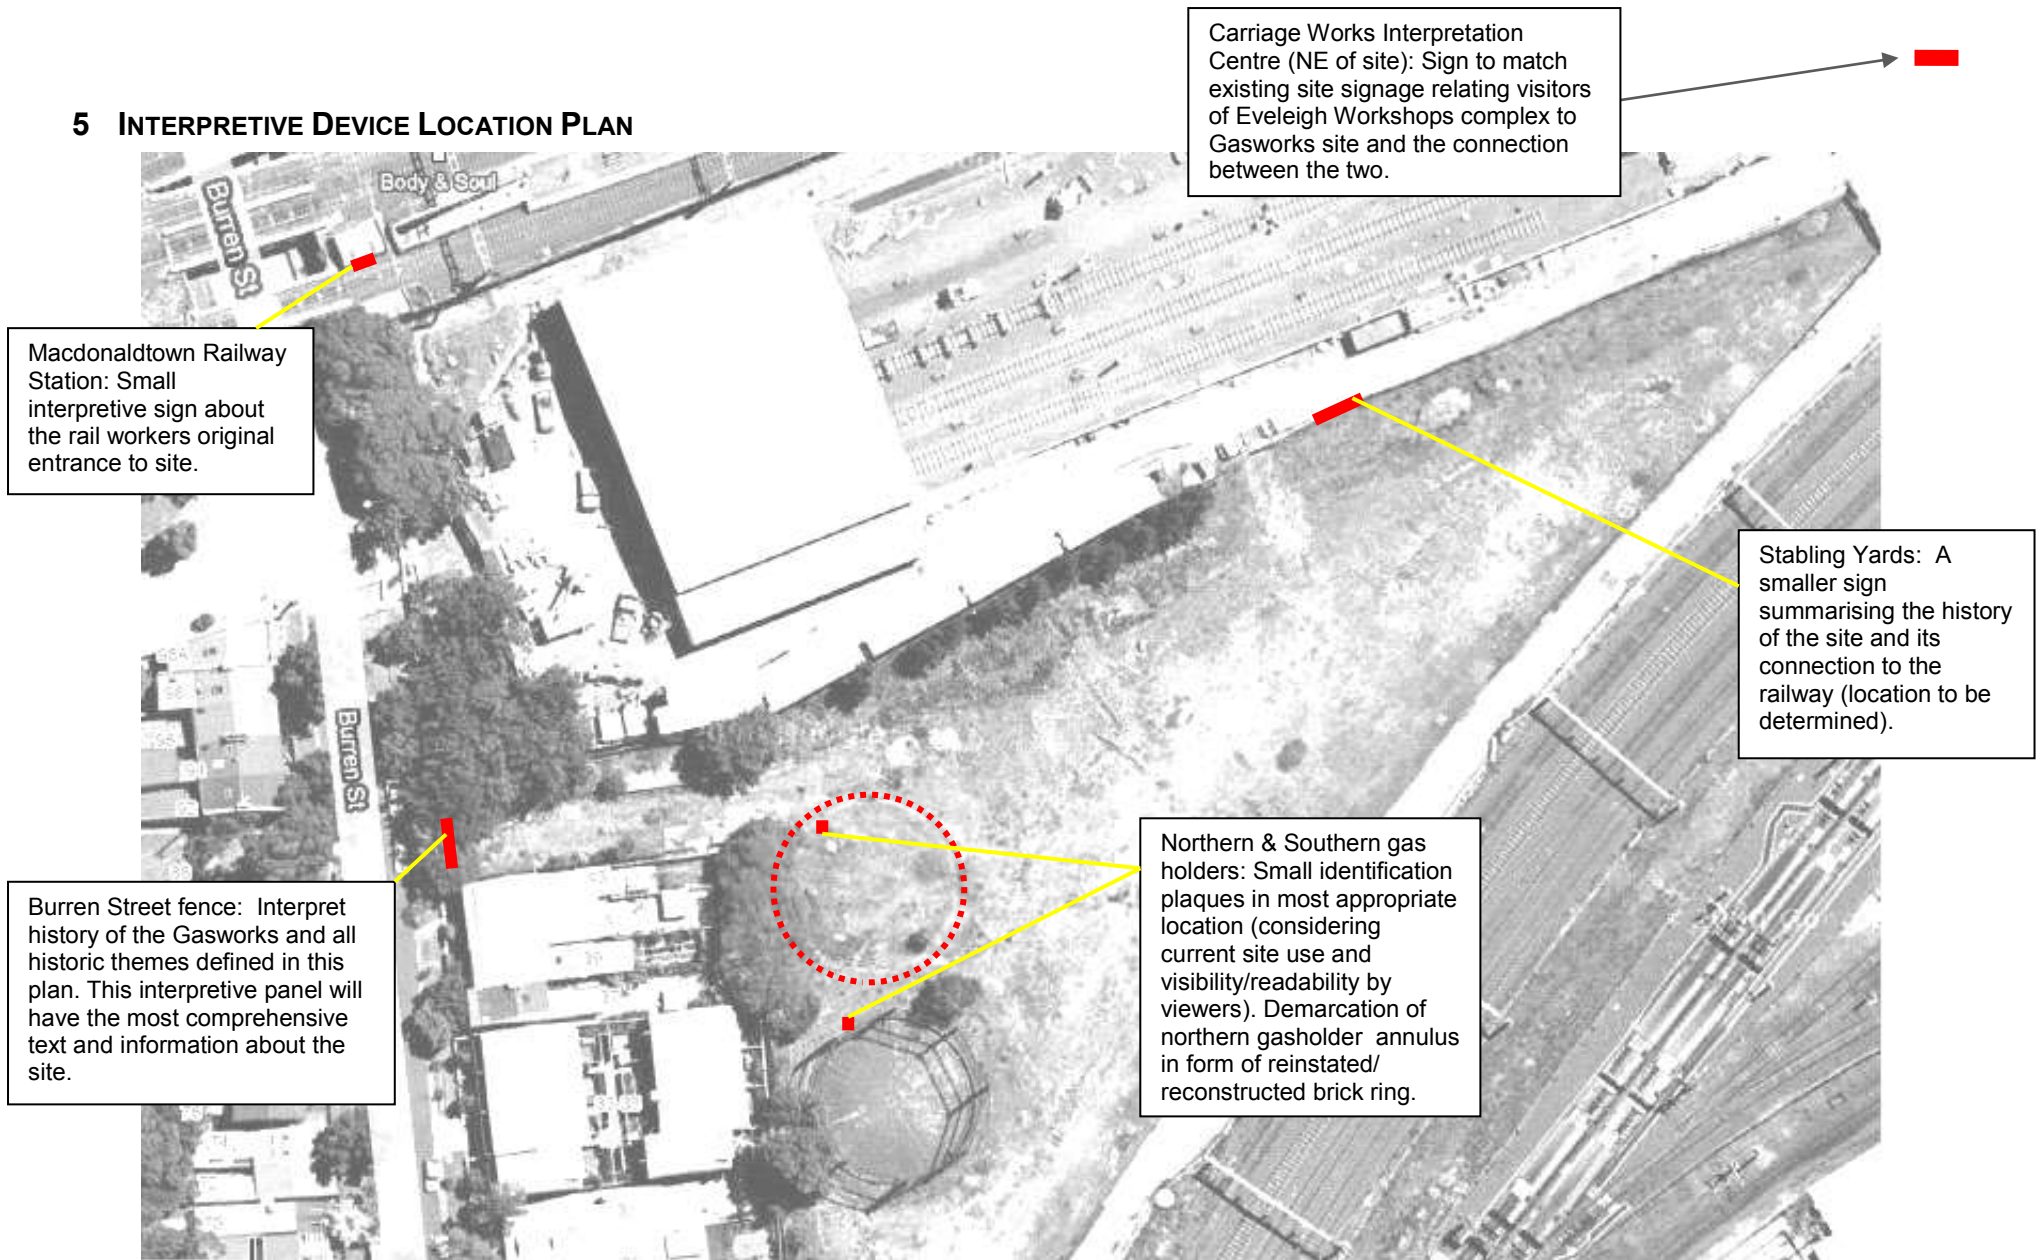 Carriage Works Interpretation
Centre (NE of site): Sign to match
existing site signage relating visitors
of Eveleigh Workshops complex to
Gasworks site and the connection
between the two.
5 INTERPRETIVE DEVICE LOCATION PLAN
Body & Soul
Burren St
Macdonaldtown Railway
Station: Small
interpretive sign about
the rail workers original
entrance to site.
Stabling Yards: A
smaller sign
summarising the history
of the site and its
connection to the
railway (location to be
determined).
Burren St
Northern & Southern gas
holders: Small identification
plaques in most appropriate
location (considering
current site use and
visibility/readability by
viewers). Demarcation of
northern gasholder annulus
in form of reinstated/
reconstructed brick ring.
Burren Street fence: Interpret
history of the Gasworks and all
historic themes defined in this
plan. This interpretive panel will
have the most comprehensive
text and information about the
site.